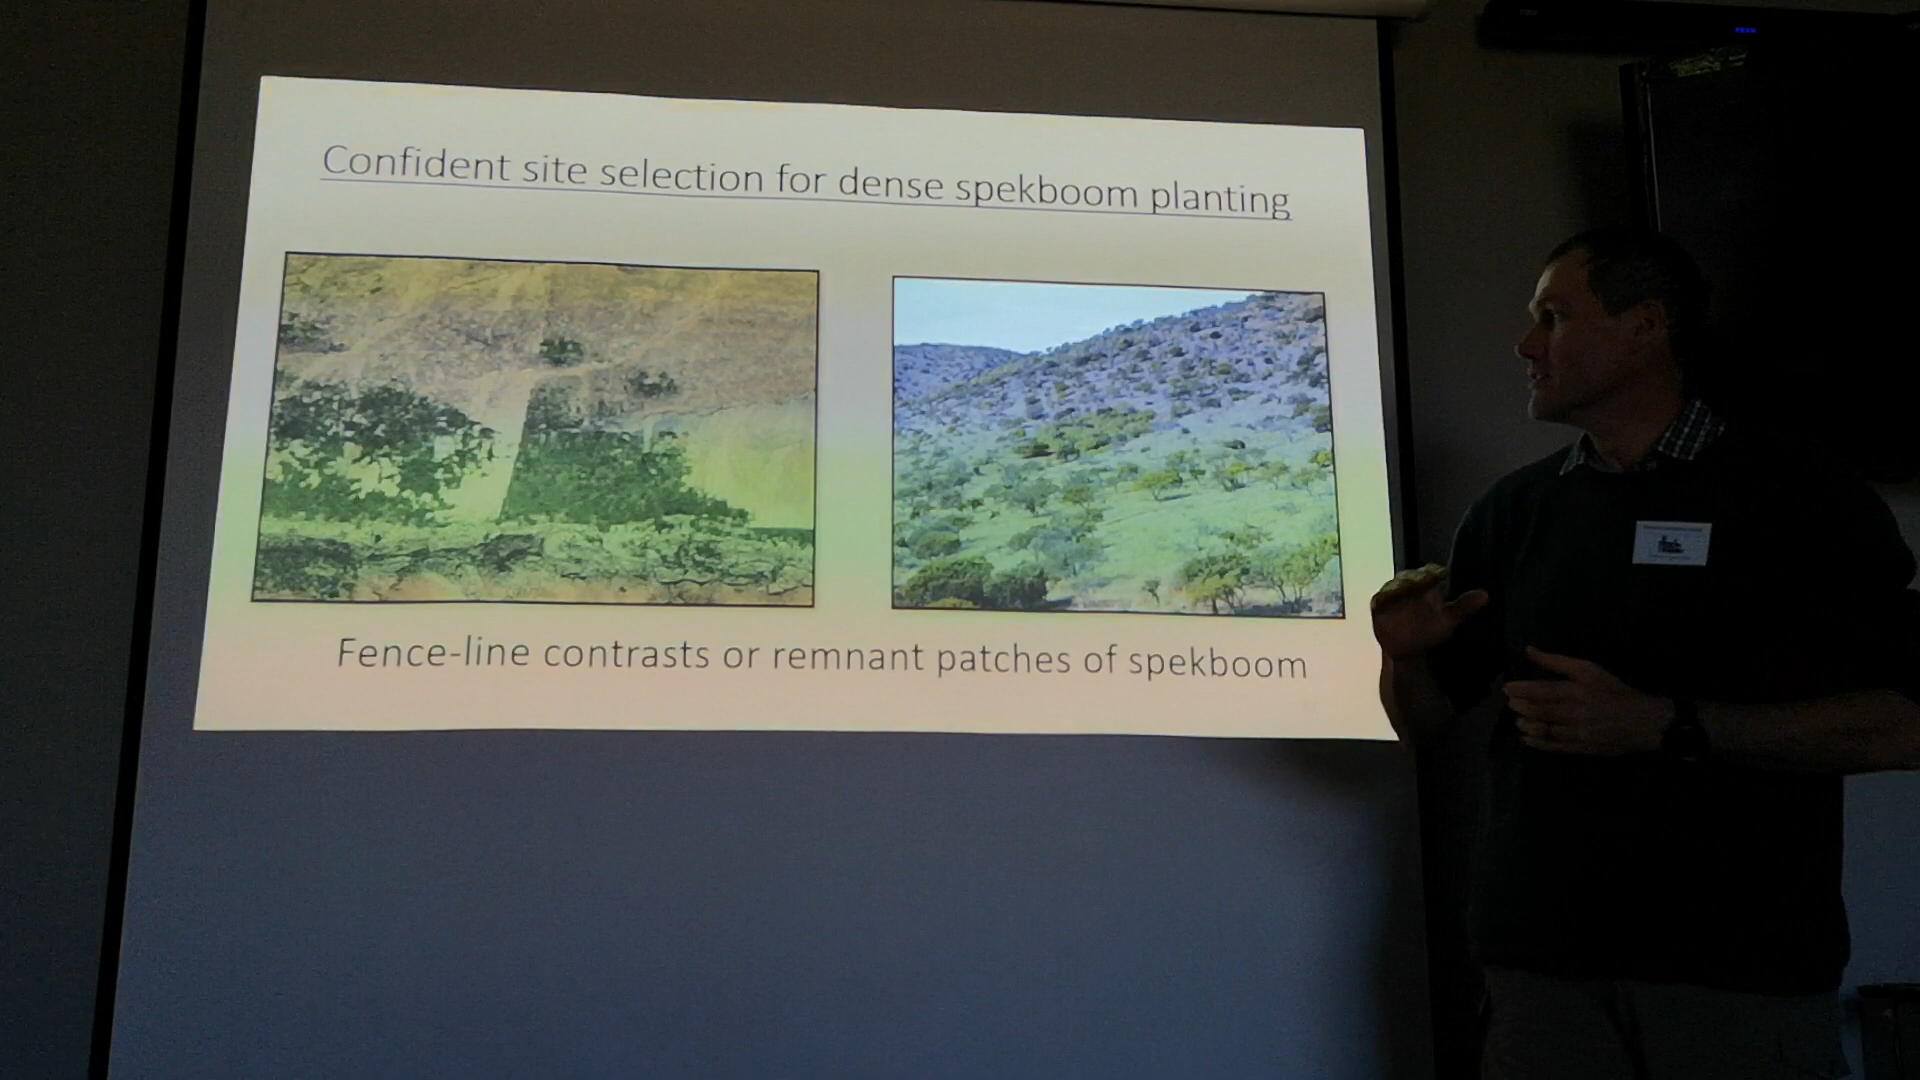 Confident site selection for dense spekboom planting
Fence-line contrasts or remnant patches of spekboom